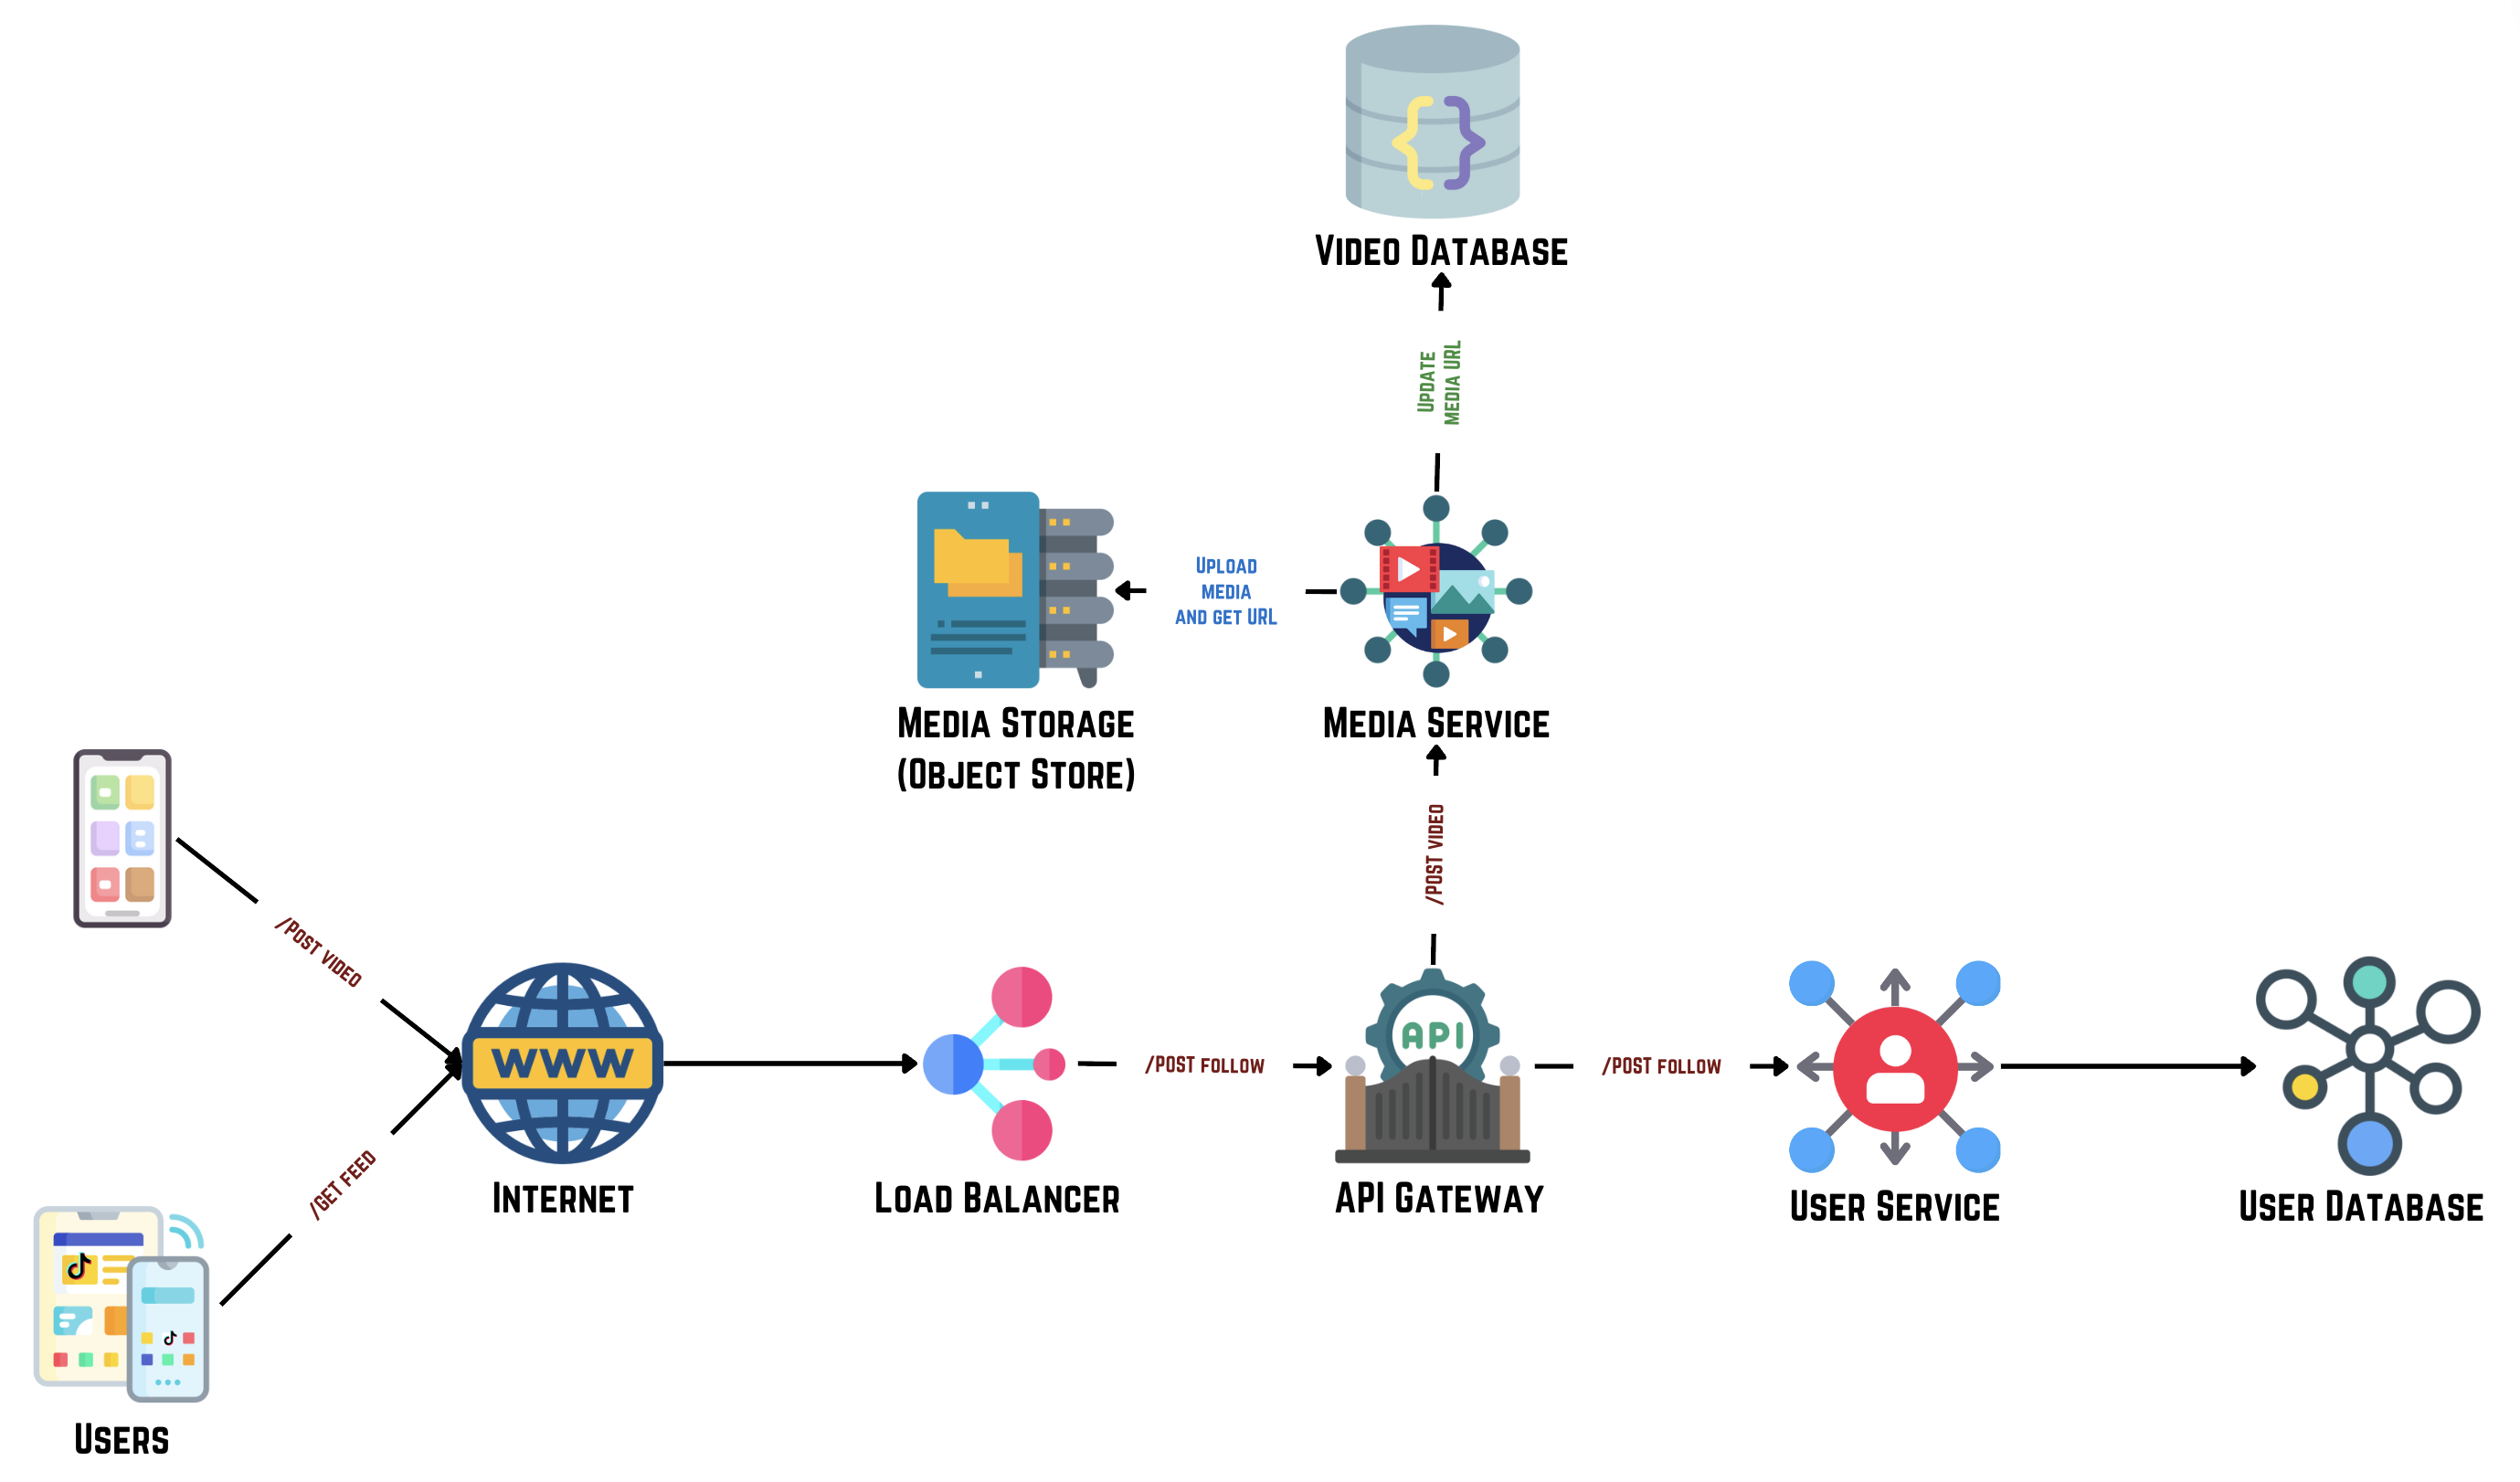 Video Database
Update
media URL
Upload
media
and get URL
Media Storage
(Object Store)
Media Service
/post video
/post video
www
API
/post follow
/post follow
/get feed
Internet
Load Balancer
API Gateway
User Service
User Database
Users